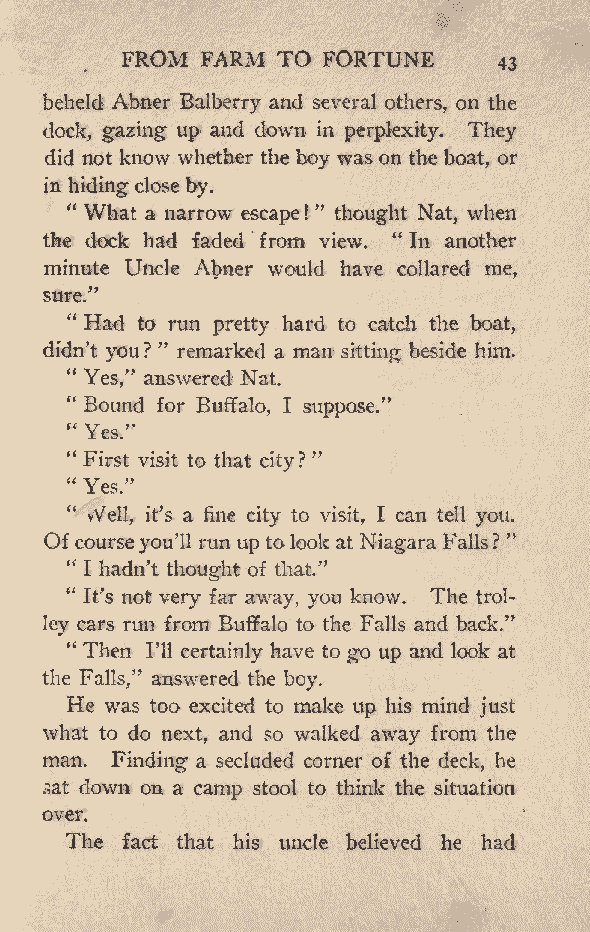 FROM FARM TO FORTUNE 43
beheld Abner Balberry and several others, on the
dock, gazing up and down in perplexity. They
did not know whether the boy was on the boat, or
in hiding close by.
“ What a narrow escape! ” thought Nat, when
the dock had faded from view. “ In another
minute Uncle Abner would have collared me,
sure.”
“ Had to run pretty hard to catch the boat,
didn’t you? ” remarked a man sitting beside him.
“ Yes,” answered Nat.
“ Bound for Buffalo, I suppose.”
“ Yes.”
“ First visit to that city? ”
“ Yes.”
“ Well, it’s a fine city to visit, I can tell you.
Of course you’ll run up to look at Niagara Falls? ”
“ I hadn’t thought of that.”
“ It’s not very far away, you know. The trol-
ley cars run from Buffalo to the Falls and back.”
“ Then I’ll certainly have to go up and look at
the Falls,” answered the boy.
He was too excited to make up his mind just
what to do next, and so walked away from the
man. Finding a secluded corner of the deck, he
sat down on a camp stool to think the situation
over.
The fact that his uncle believed he had